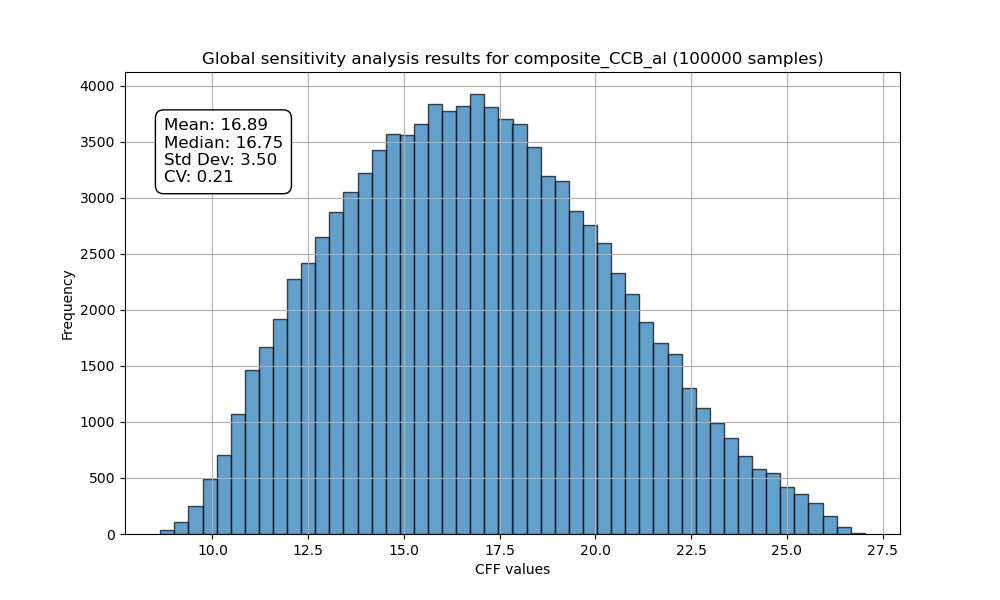 Global sensitivity analysis results for composite_CCB_al (100000 samples)
4000
3500
3000
2500
2000
1500
1000
500
0
Frequency
Mean: 16.89
Median: 16.75
Std Dev: 3.50
CV: 0.21
10.0 12.5 15.0 17.5 20.0 22.5 25.0 27.5
CFF values